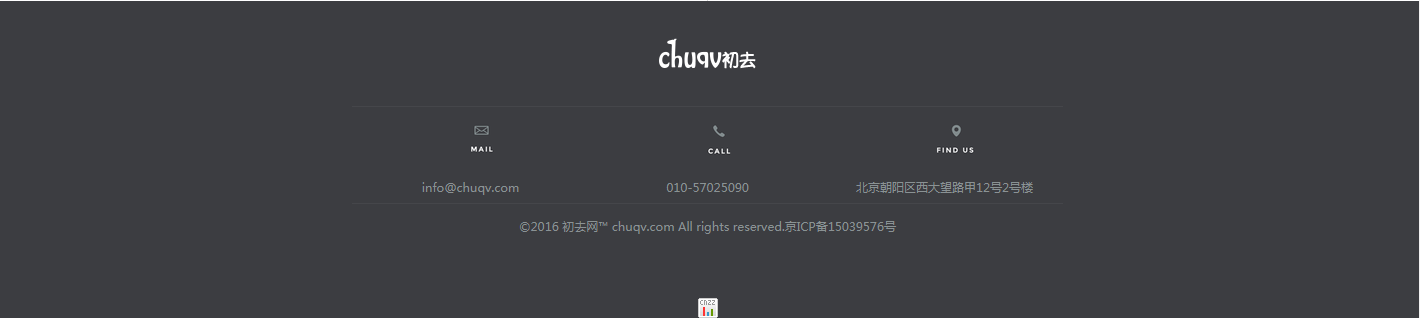 chuqv初去
MAIL
CALL
FIND US
info@chuqv.com
010-57025090
北京朝阳区西大望路甲12号2号楼
©2016 初去网™ chuqv.com All rights reserved.京ICP备15039576号
CNZZ